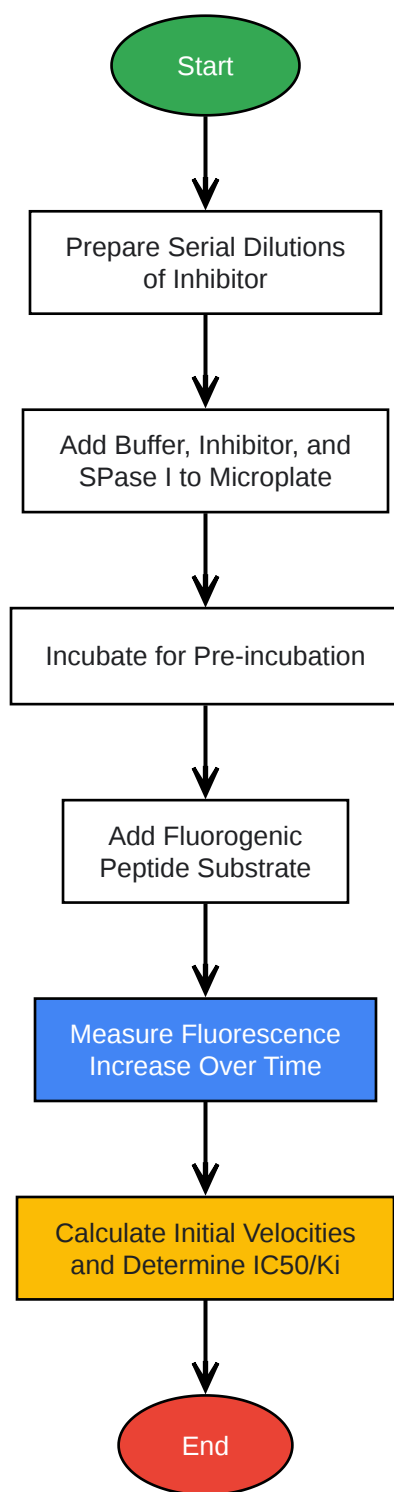 Start
Prepare Serial Dilutions
of Inhibitor
Add Buffer, Inhibitor, and
SPase I to Microplate
Incubate for Pre-incubation
Add Fluorogenic
Peptide Substrate
Measure Fluorescence
Increase Over Time
Calculate Initial Velocities
and Determine IC50/Ki
End